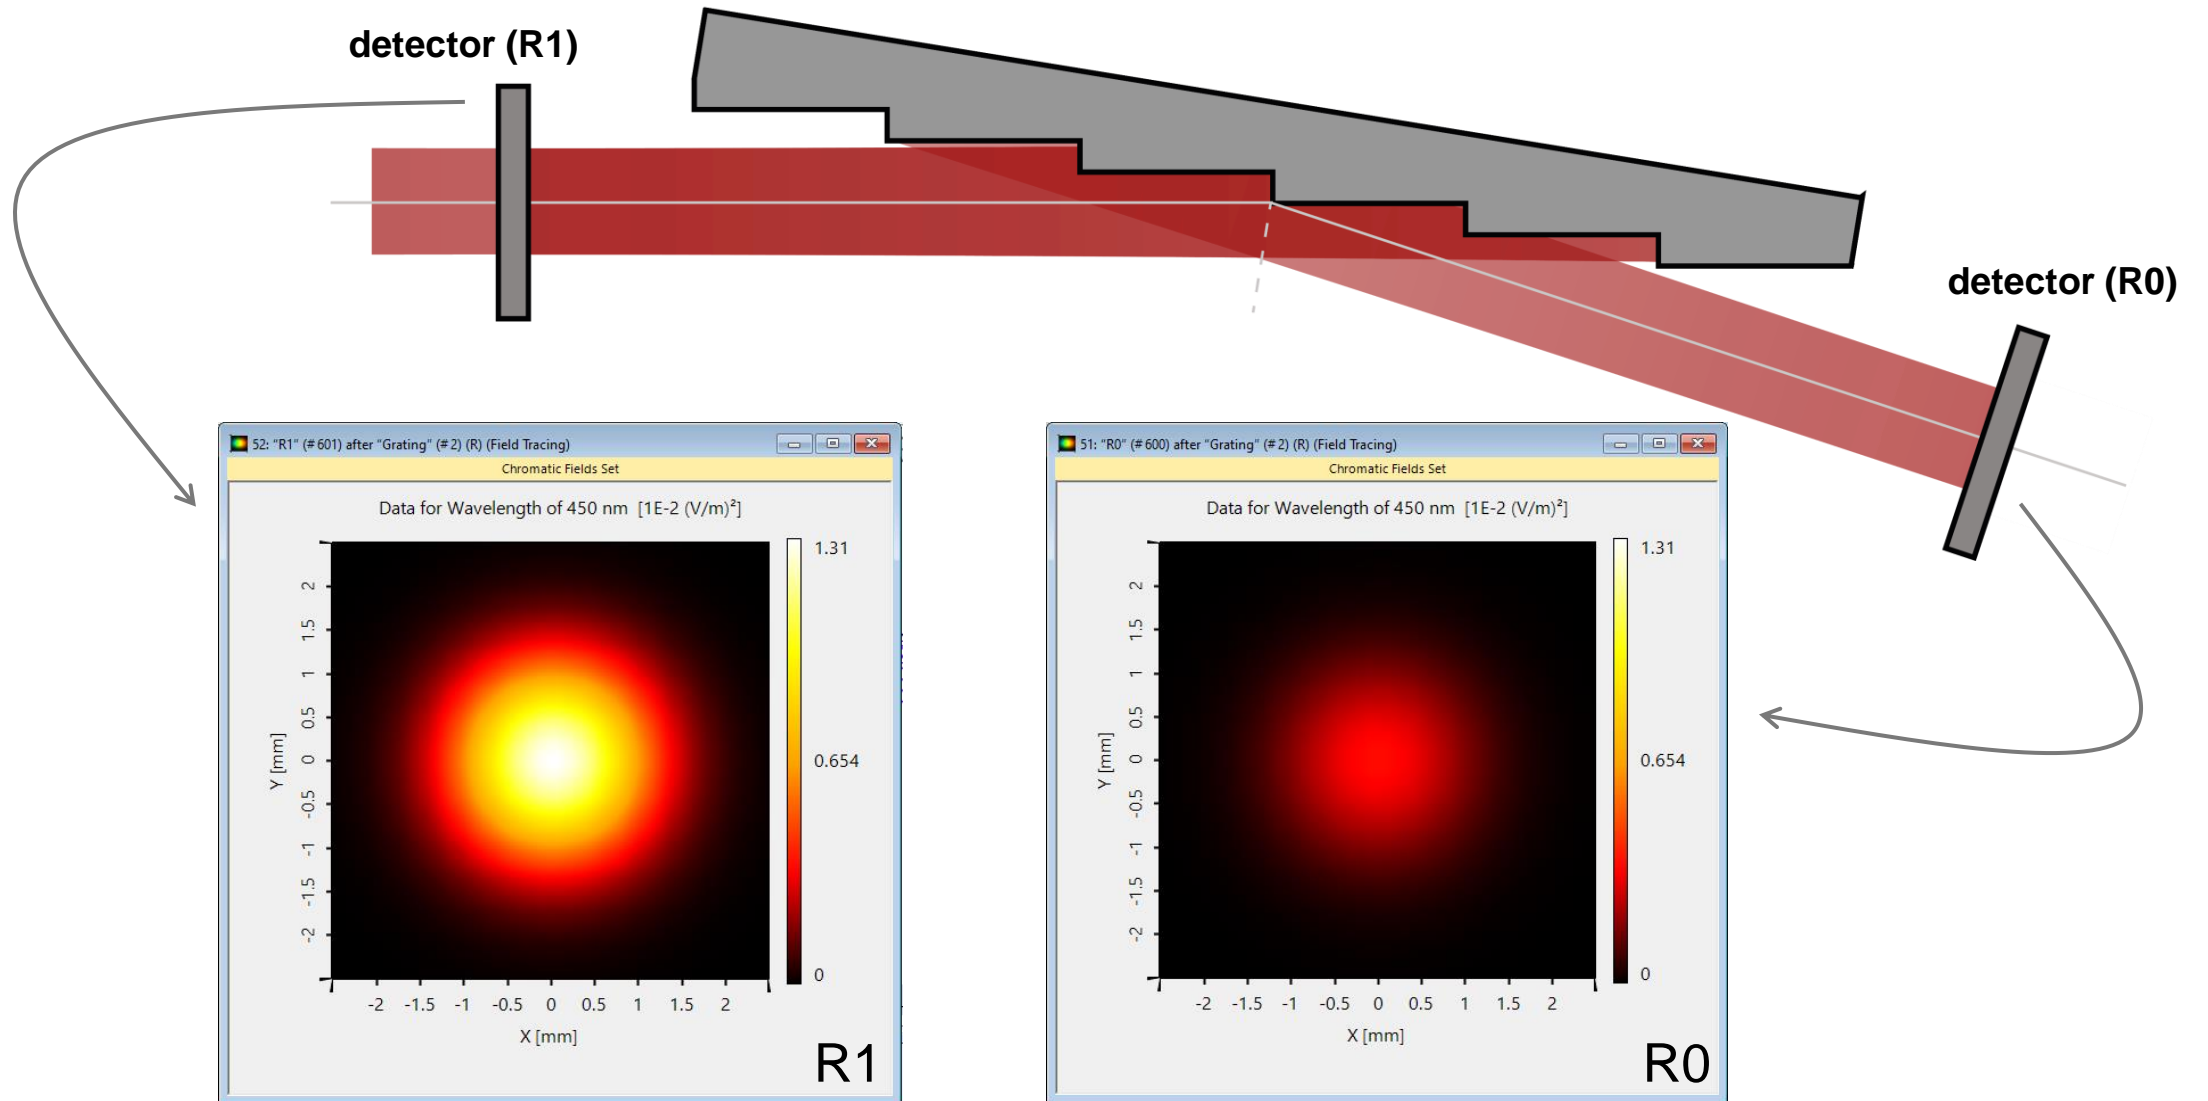 detector (R1)
detector (R0)
52: "R1" (# 601) after "Grating" (# 2) (R) (Field Tracing)
Chromatic Fields Set
Data for Wavelength of 450 nm [1E-2 (V/m)²]
1.31
0.654
0
Y [mm]
2
1.5
1
0.5
0
-0.5
-1
-1.5
-2
-2 -1.5 -1 -0.5 0 0.5 1 1.5 2
X [mm]
R1
51: "R0" (# 600) after "Grating" (# 2) (R) (Field Tracing)
Chromatic Fields Set
Data for Wavelength of 450 nm [1E-2 (V/m)²]
1.31
0.654
0
Y [mm]
2
1.5
1
0.5
0
-0.5
-1
-1.5
-2
-2 -1.5 -1 -0.5 0 0.5 1 1.5 2
X [mm]
R0